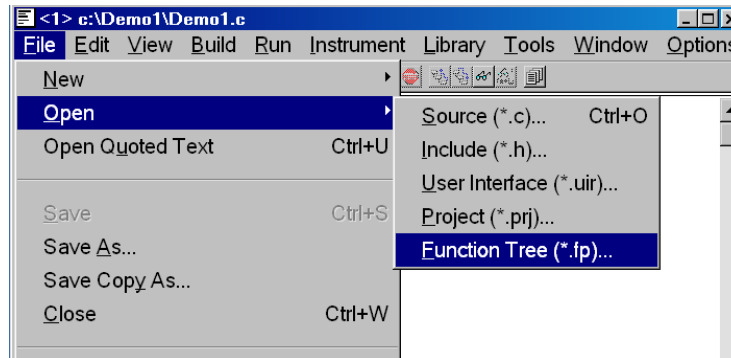 <1> c:\Demo1\Demo1.c
File Edit View Build Run Instrument Library Tools Window Options
New
Open
Open Quoted Text Ctrl+U
Save Ctrl+S
Save As...
Save Copy As...
Close Ctrl+W
Source (*.c)... Ctrl+O
Include (*.h)...
User Interface (*.uir)...
Project (*.prj)...
Function Tree (*.fp)...